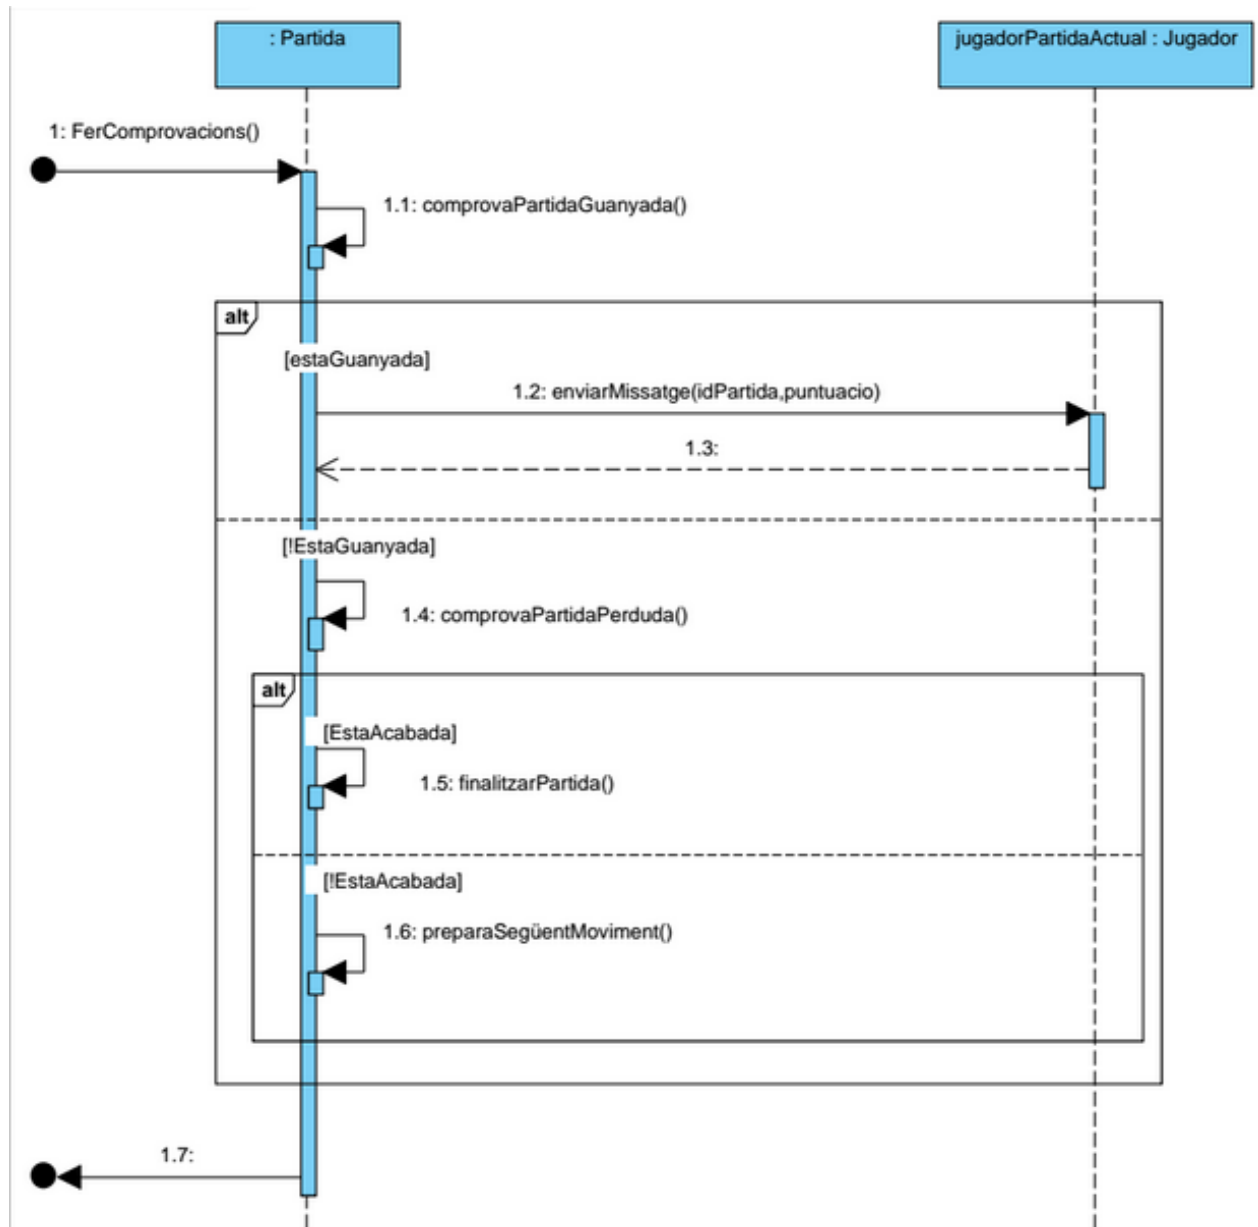 : Partida
jugadorPartidaActual : Jugador
1: FerComprovacions()
1.1: comprovaPartidaGuanyada()
alt
[estaGuanyada]
1.2: enviarMissatge(idPartida,puntuacio)
1.3:
[!EstaGuanyada]
1.4: comprovaPartidaPerduda()
alt
[EstaAcabada]
1.5: finalitzarPartida()
[!EstaAcabada]
1.6: preparaSegüentMoviment()
1.7: